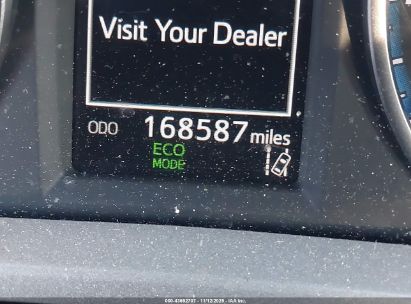 Visit Your Dealer
ODO 168587 miles
ECO
MODE